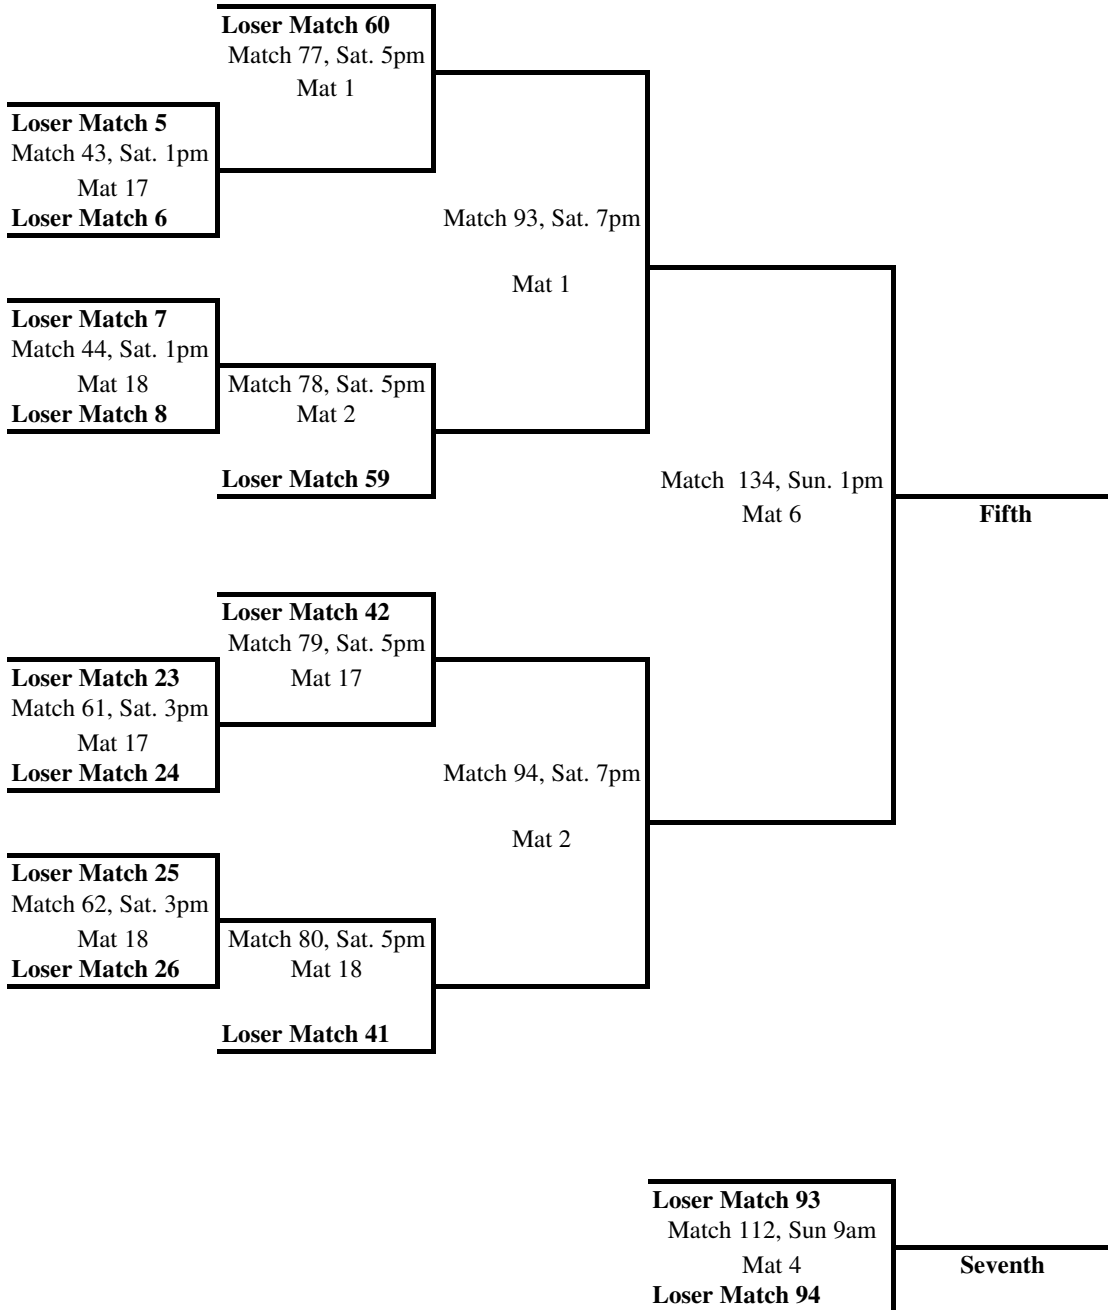 Loser Match 60
Match 77, Sat. 5pm
Mat 1
Loser Match 5
Match 43, Sat. 1pm
Mat 17
Loser Match 6
Match 93, Sat. 7pm
Mat 1
Loser Match 7
Match 44, Sat. 1pm
Mat 18
Loser Match 8
Match 78, Sat. 5pm
Mat 2
Loser Match 59
Match  134, Sun. 1pm
Mat 6
Fifth
Loser Match 42
Match 79, Sat. 5pm
Mat 17
Loser Match 23
Match 61, Sat. 3pm
Mat 17
Loser Match 24
Match 94, Sat. 7pm
Mat 2
Loser Match 25
Match 62, Sat. 3pm
Mat 18
Loser Match 26
Match 80, Sat. 5pm
Mat 18
Loser Match 41
Loser Match 93
Match 112, Sun 9am
Mat 4
Loser Match 94
Seventh